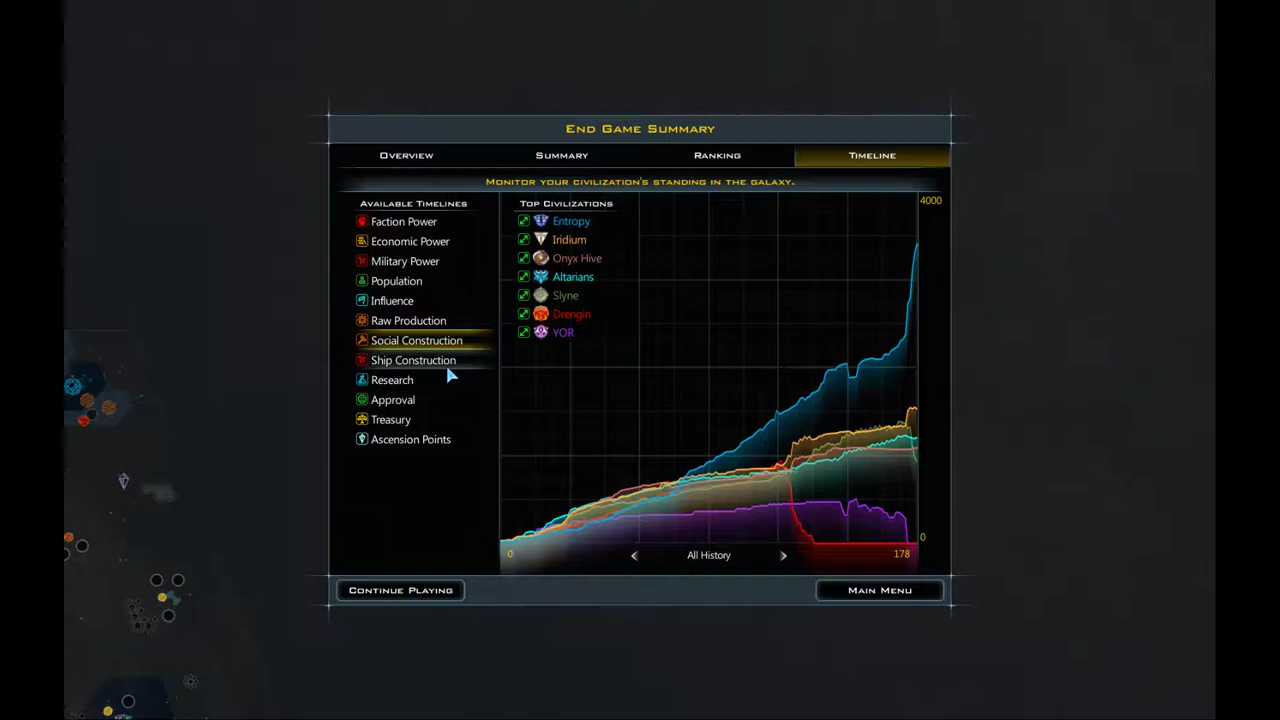 End Game Summary
Overview
Summary
Ranking
Timeline
Monitor your civilization's standing in the galaxy.
Available Timelines
Faction Power
Economic Power
Military Power
Population
Influence
Raw Production
Social Construction
Ship Construction
Research
Approval
Treasury
Ascension Points
Top Civilizations
Entropy
Iridium
Onyx Hive
Altarians
Slyne
Drengin
YOR
4000
0
0
All History
178
Continue Playing
Main Menu